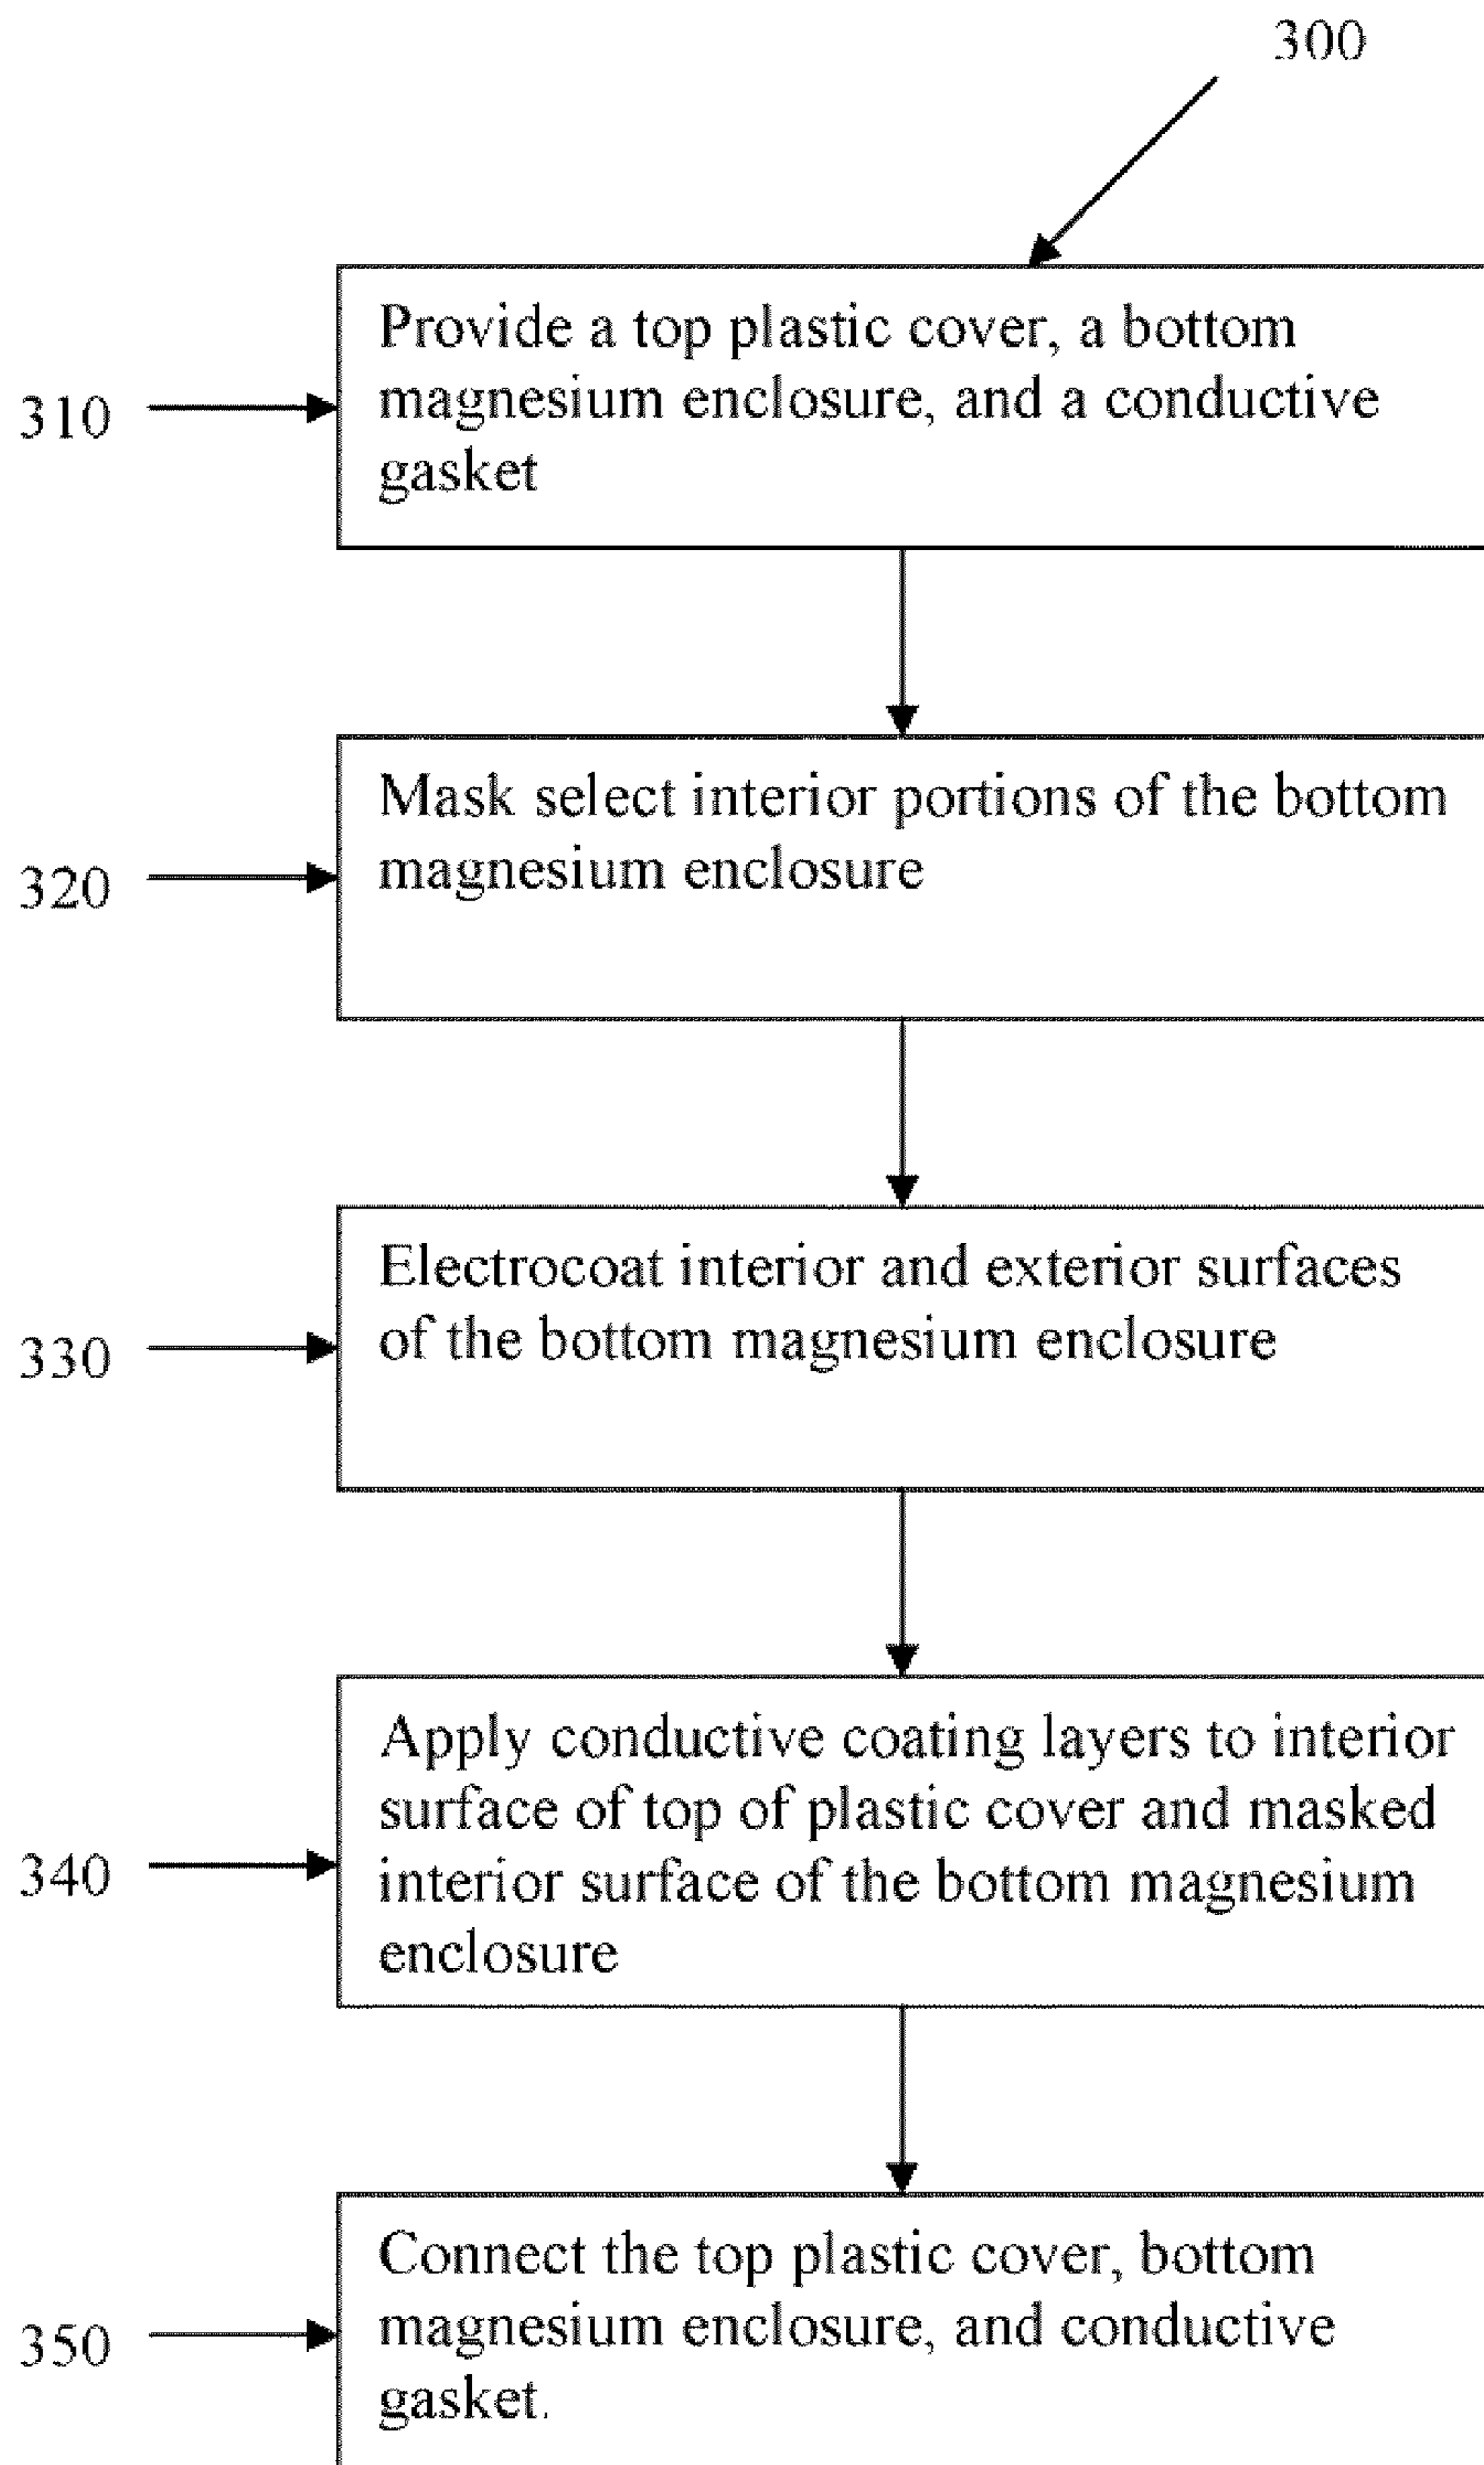 300
310
Provide a top plastic cover, a bottom
magnesium enclosure, and a conductive
gasket
320
Mask select interior portions of the bottom
magnesium enclosure
330
Electrocoat interior and exterior surfaces
of the bottom magnesium enclosure
340
Apply conductive coating layers to interior
surface of top of plastic cover and masked
interior surface of the bottom magnesium
enclosure
350
Connect the top plastic cover, bottom
magnesium enclosure, and conductive
gasket.